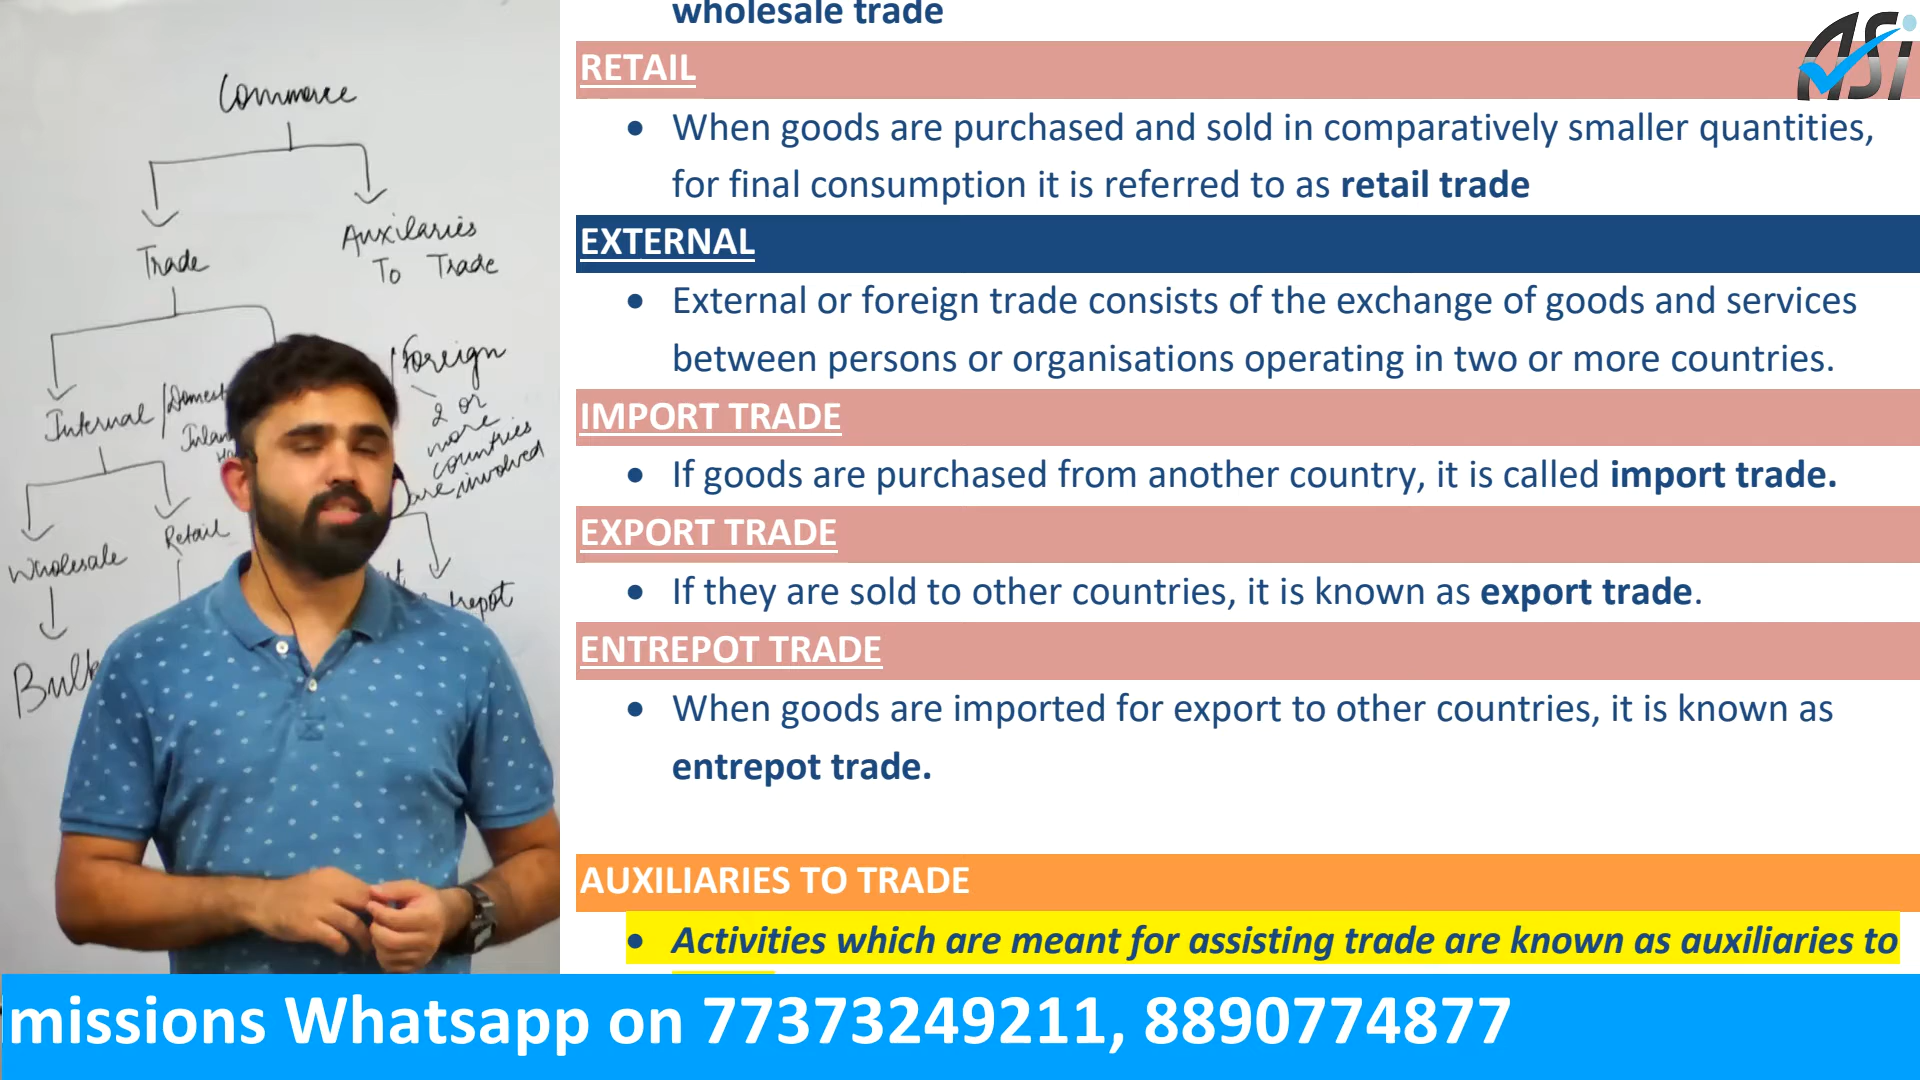 Commerce
Trade
Auxilaries
To Trade
Internal
Foreign
2 or
more
countries
are involved
Wholesale
Retail
Bulk
wholesale trade
ASi
RETAIL
• When goods are purchased and sold in comparatively smaller quantities,
for final consumption it is referred to as retail trade
EXTERNAL
• External or foreign trade consists of the exchange of goods and services
between persons or organisations operating in two or more countries.
IMPORT TRADE
• If goods are purchased from another country, it is called import trade.
EXPORT TRADE
• If they are sold to other countries, it is known as export trade.
ENTREPOT TRADE
• When goods are imported for export to other countries, it is known as
entrepot trade.
AUXILIARIES TO TRADE
• Activities which are meant for assisting trade are known as auxiliaries to
missions Whatsapp on 77373249211, 8890774877